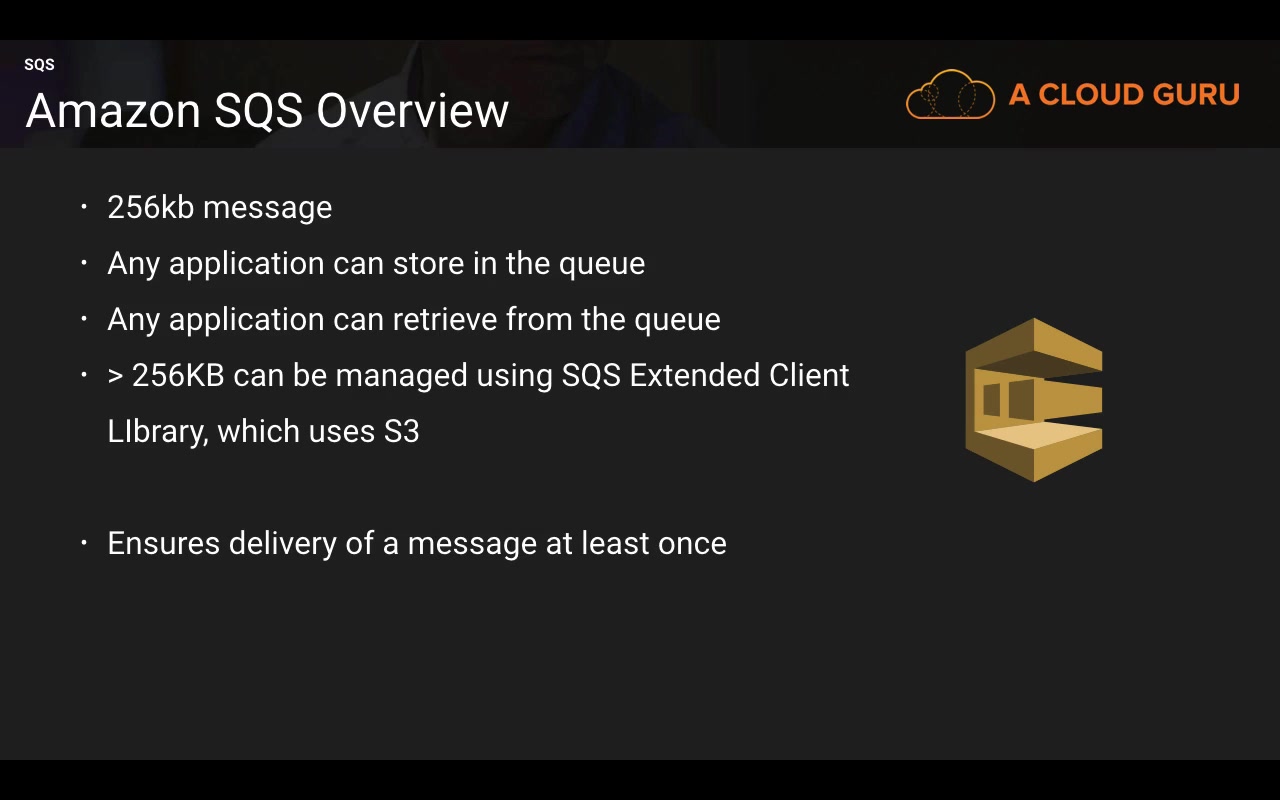 SQS
Amazon SQS Overview
A CLOUD GURU
· 256kb message
· Any application can store in the queue
· Any application can retrieve from the queue
· > 256KB can be managed using SQS Extended Client
LIbrary, which uses S3
· Ensures delivery of a message at least once